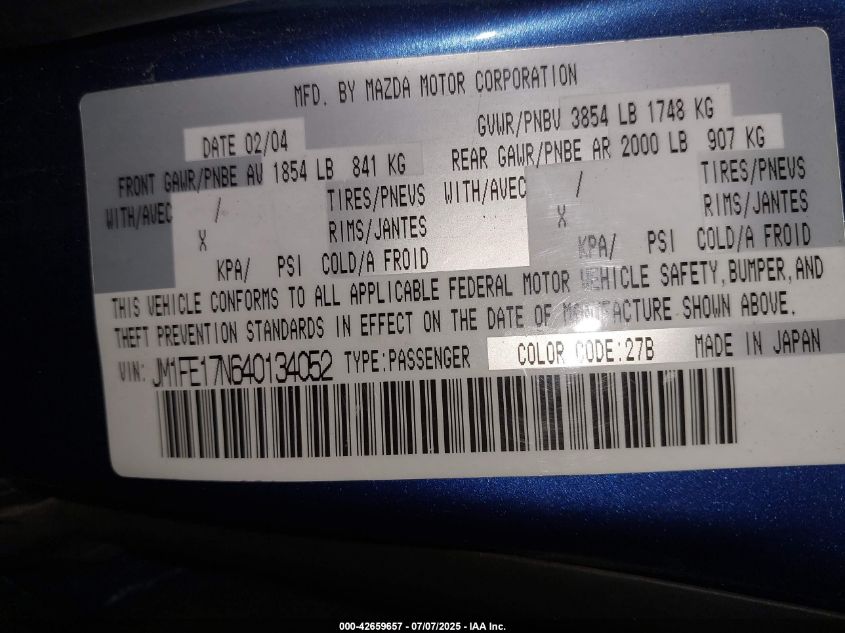 MFD. BY MAZDA MOTOR CORPORATION
DATE 02/04
GVWR/PNBV 3854 LB 1748 KG
FRONT GAWR/PNBE AV 1854 LB 841 KG
REAR GAWR/PNBE AR 2000 LB 907 KG
WITH/AVEC / TIRES/PNEUS
WITH/AVEC / TIRES/PNEVS
X RIMS/JANTES
X RIMS/JANTES
KPA/ PSI COLD/A FROID
KPA/ PSI COLD/A FROID
THIS VEHICLE CONFORMS TO ALL APPLICABLE FEDERAL MOTOR VEHICLE SAFETY,BUMPER,AND
THEFT PREVENTION STANDARDS IN EFFECT ON THE DATE OF MANUFACTURE SHOWN ABOVE.
VIN: JM1FE17N640134052 TYPE:PASSENGER COLOR CODE:27B MADE IN JAPAN
000-42659657 - 07/07/2025 - IAA Inc.